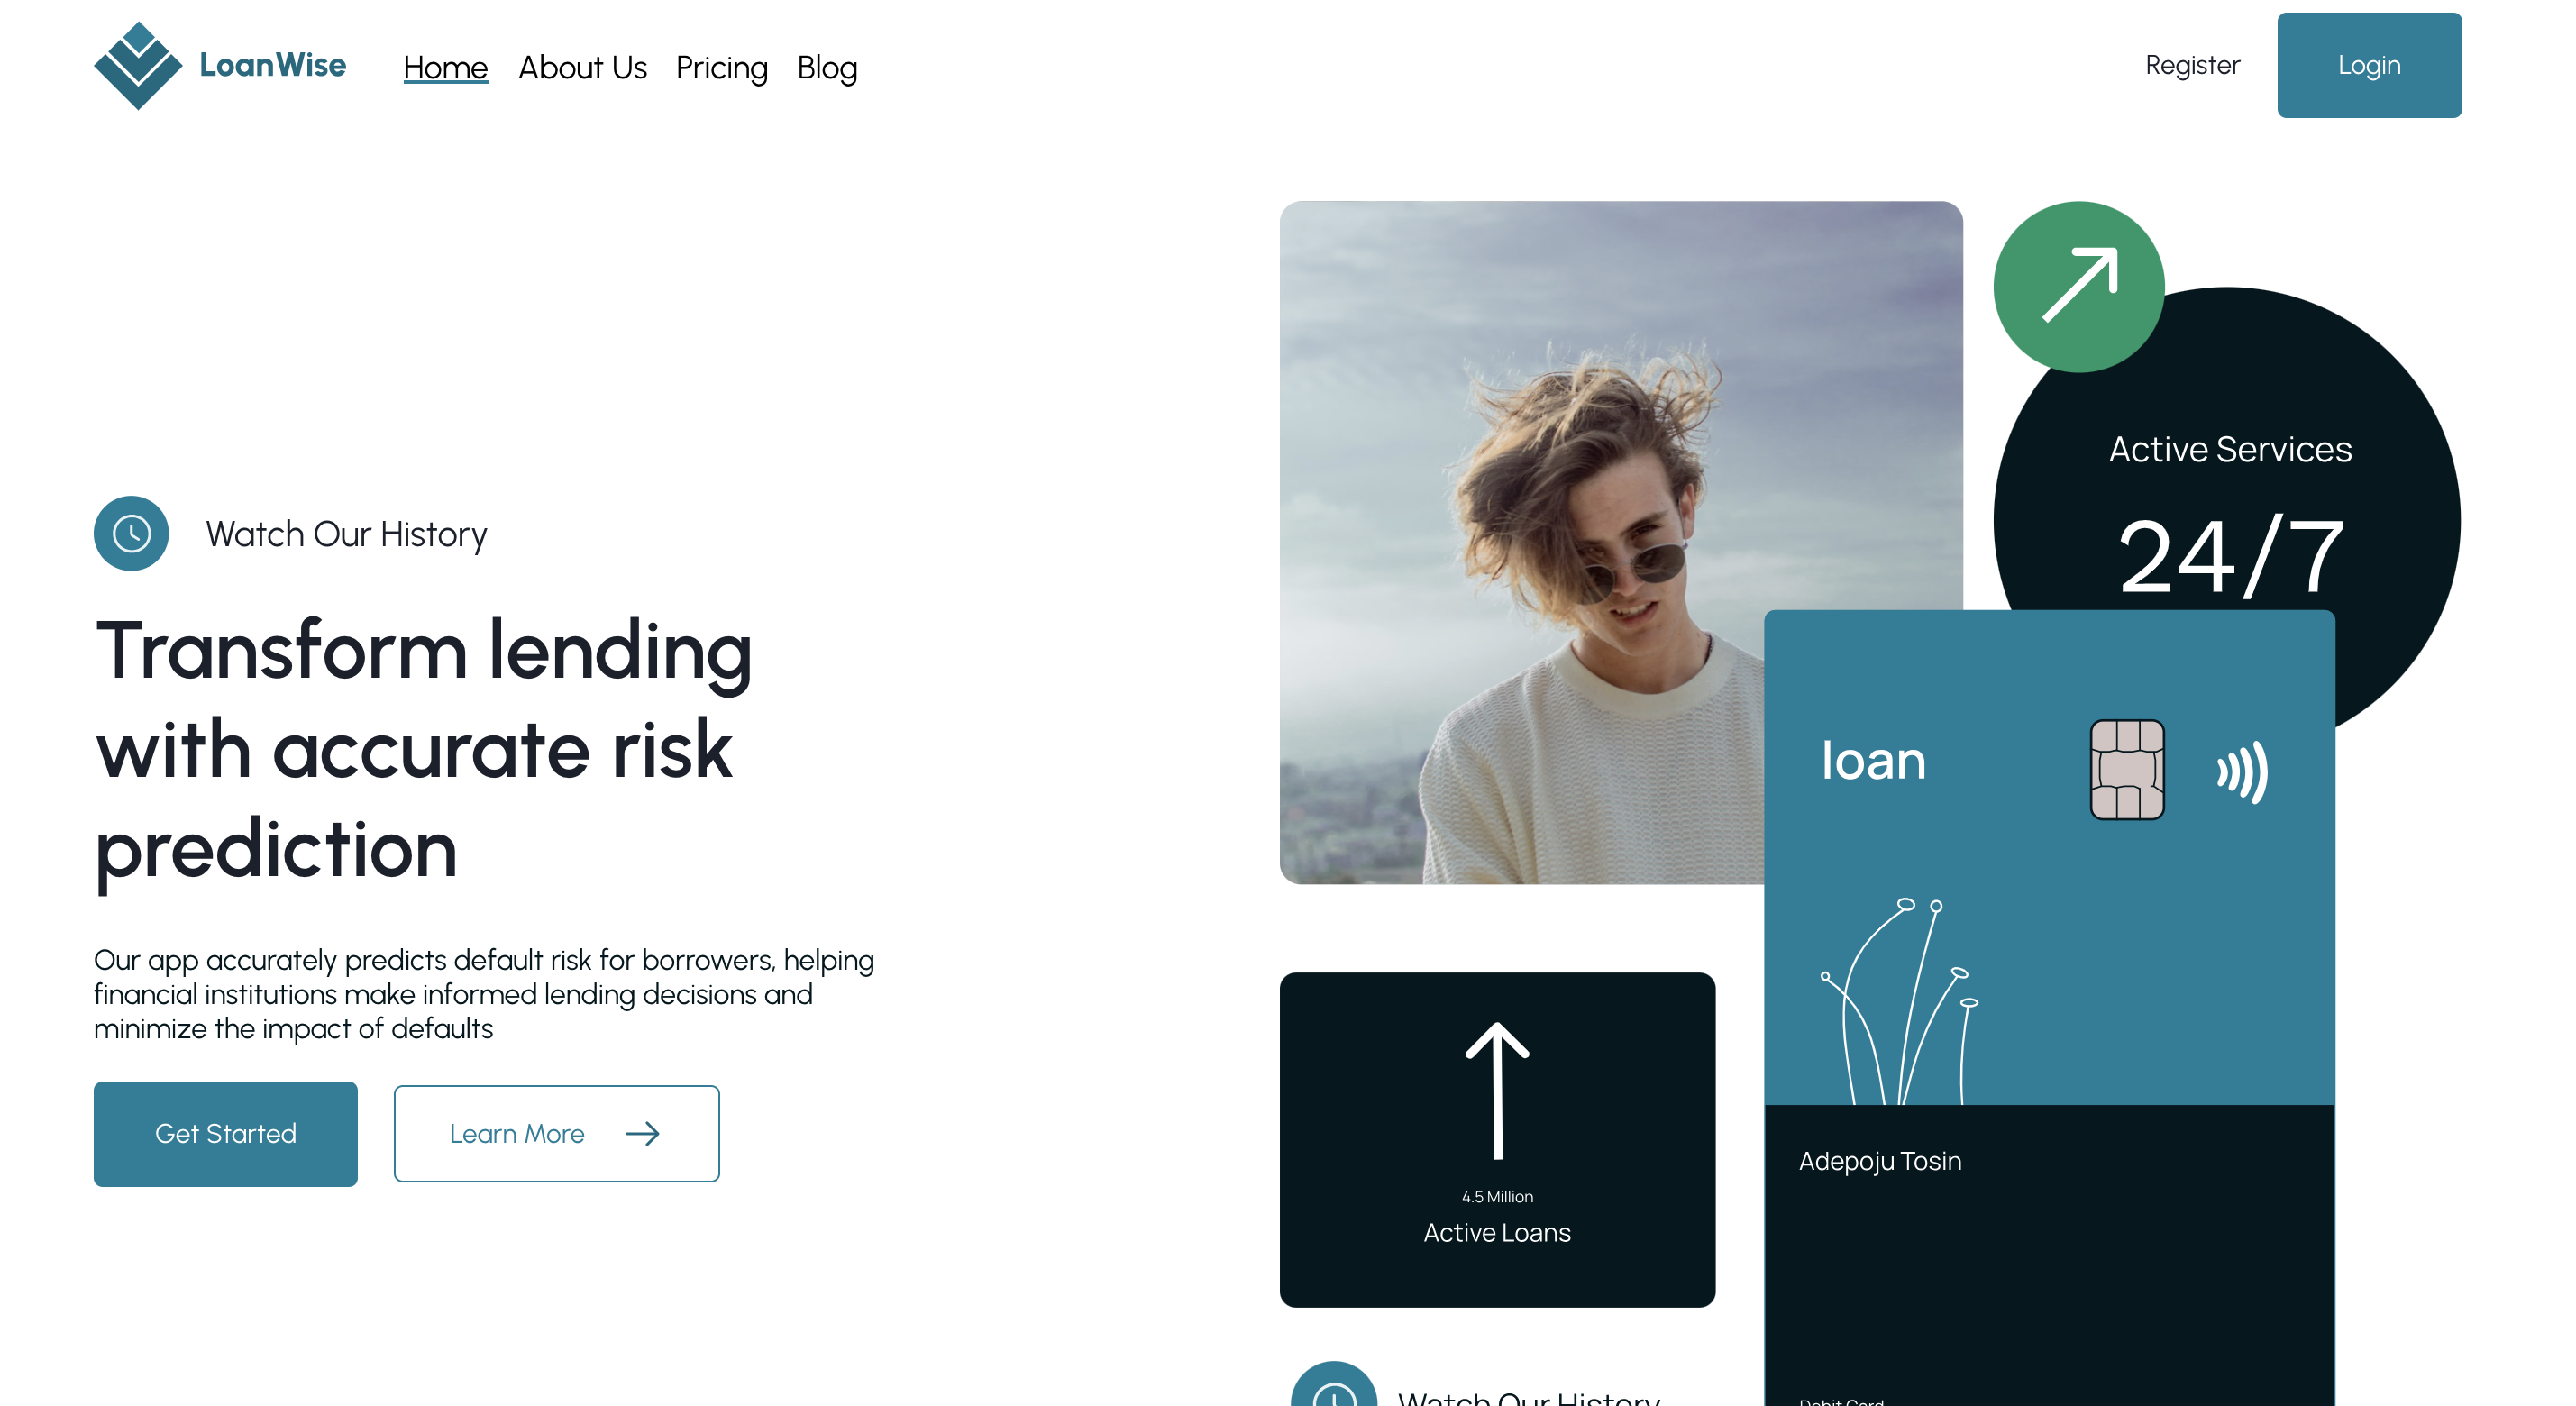 LoanWise
Home
About Us
Pricing
Blog
Register
Login
Watch Our History
Transform lending
with accurate risk
prediction
Our app accurately predicts default risk for borrowers, helping
financial institutions make informed lending decisions and
minimize the impact of defaults
Get Started
Learn More
Active Services
24/7
loan
Adepoju Tosin
4.5 Million
Active Loans
Watch Our History
Debit Card